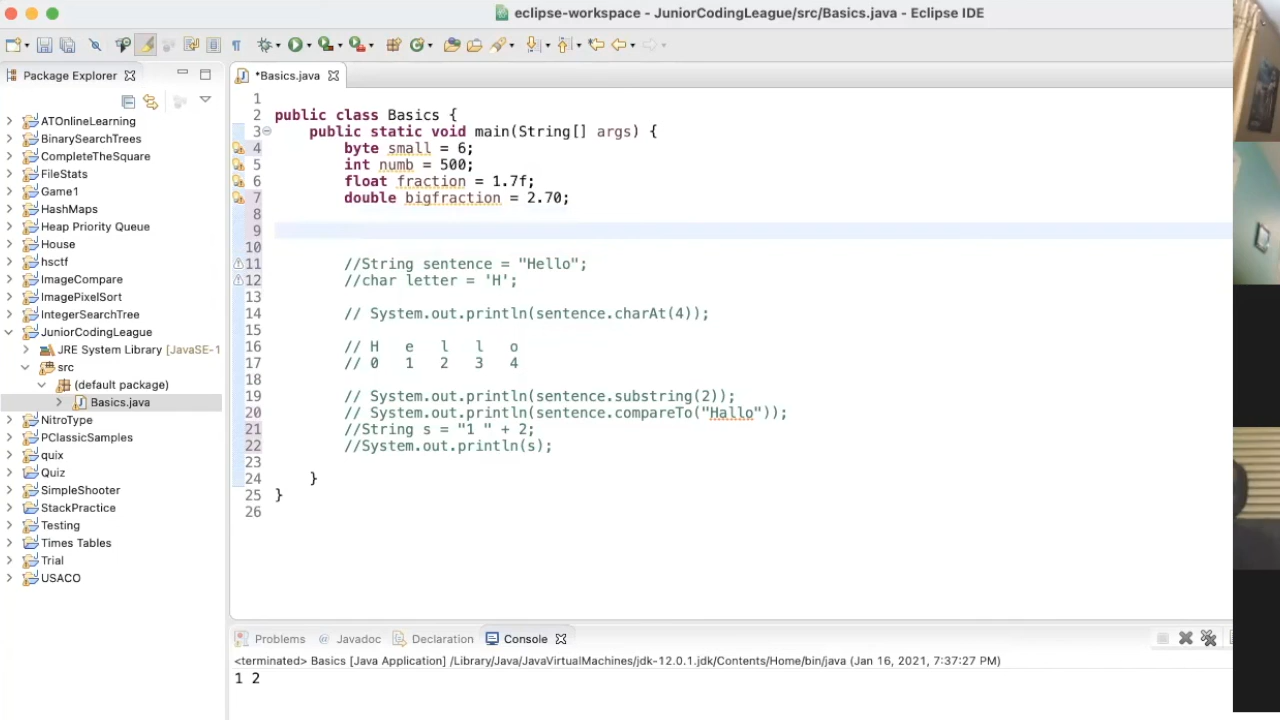 eclipse-workspace - JuniorCodingLeague/src/Basics.java - Eclipse IDE
Package Explorer
*Basics.java
ATOnlineLearning
BinarySearchTrees
CompleteTheSquare
FileStats
Game1
HashMaps
Heap Priority Queue
House
hsctf
ImageCompare
ImagePixelSort
IntegerSearchTree
JuniorCodingLeague
JRE System Library [JavaSE-1
src
(default package)
Basics.java
NitroType
PClassicSamples
quix
Quiz
SimpleShooter
StackPractice
Testing
Times Tables
Trial
USACO
1
2 public class Basics {
3 public static void main(String[] args) {
4 byte small = 6;
5 int numb = 500;
6 float fraction = 1.7f;
7 double bigfraction = 2.70;
8
9
10
11 //String sentence = "Hello";
12 //char letter = 'H';
13
14 // System.out.println(sentence.charAt(4));
15
16 // H e l l o
17 // 0 1 2 3 4
18
19 // System.out.println(sentence.substring(2));
20 // System.out.println(sentence.compareTo("Hallo"));
21 //String s = "1 " + 2;
22 //System.out.println(s);
23
24 }
25 }
26
Problems @ Javadoc Declaration Console
<terminated> Basics [Java Application] /Library/Java/JavaVirtualMachines/jdk-12.0.1.jdk/Contents/Home/bin/java (Jan 16, 2021, 7:37:27 PM)
1 2